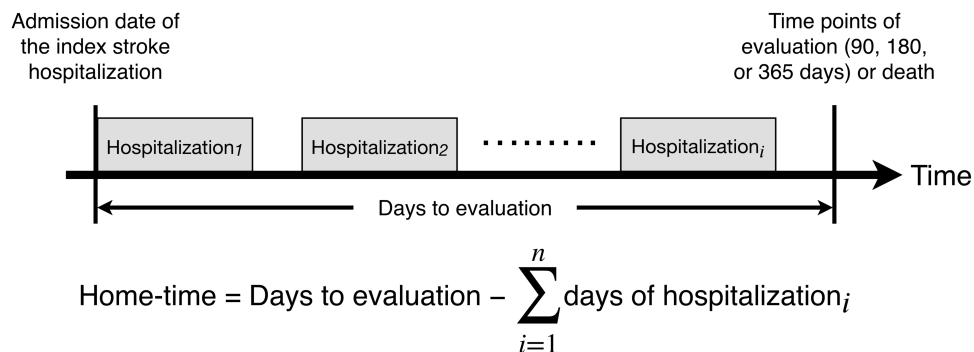 Admission date of
the index stroke
hospitalization
Time points of
evaluation (90, 180,
or 365 days) or death
Hospitalization1
Hospitalization2
.........
Hospitalizationi
Time
Days to evaluation
Home-time = Days to evaluation − ∑ i=1 n days of hospitalizationi